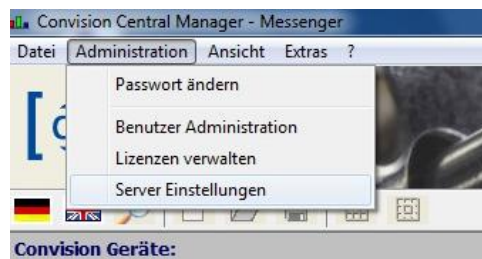 Convision Central Manager - Messenger
Datei Administration Ansicht Extras ?
Passwort ändern
Benutzer Administration
Lizenzen verwalten
Server Einstellungen
Convision Geräte: